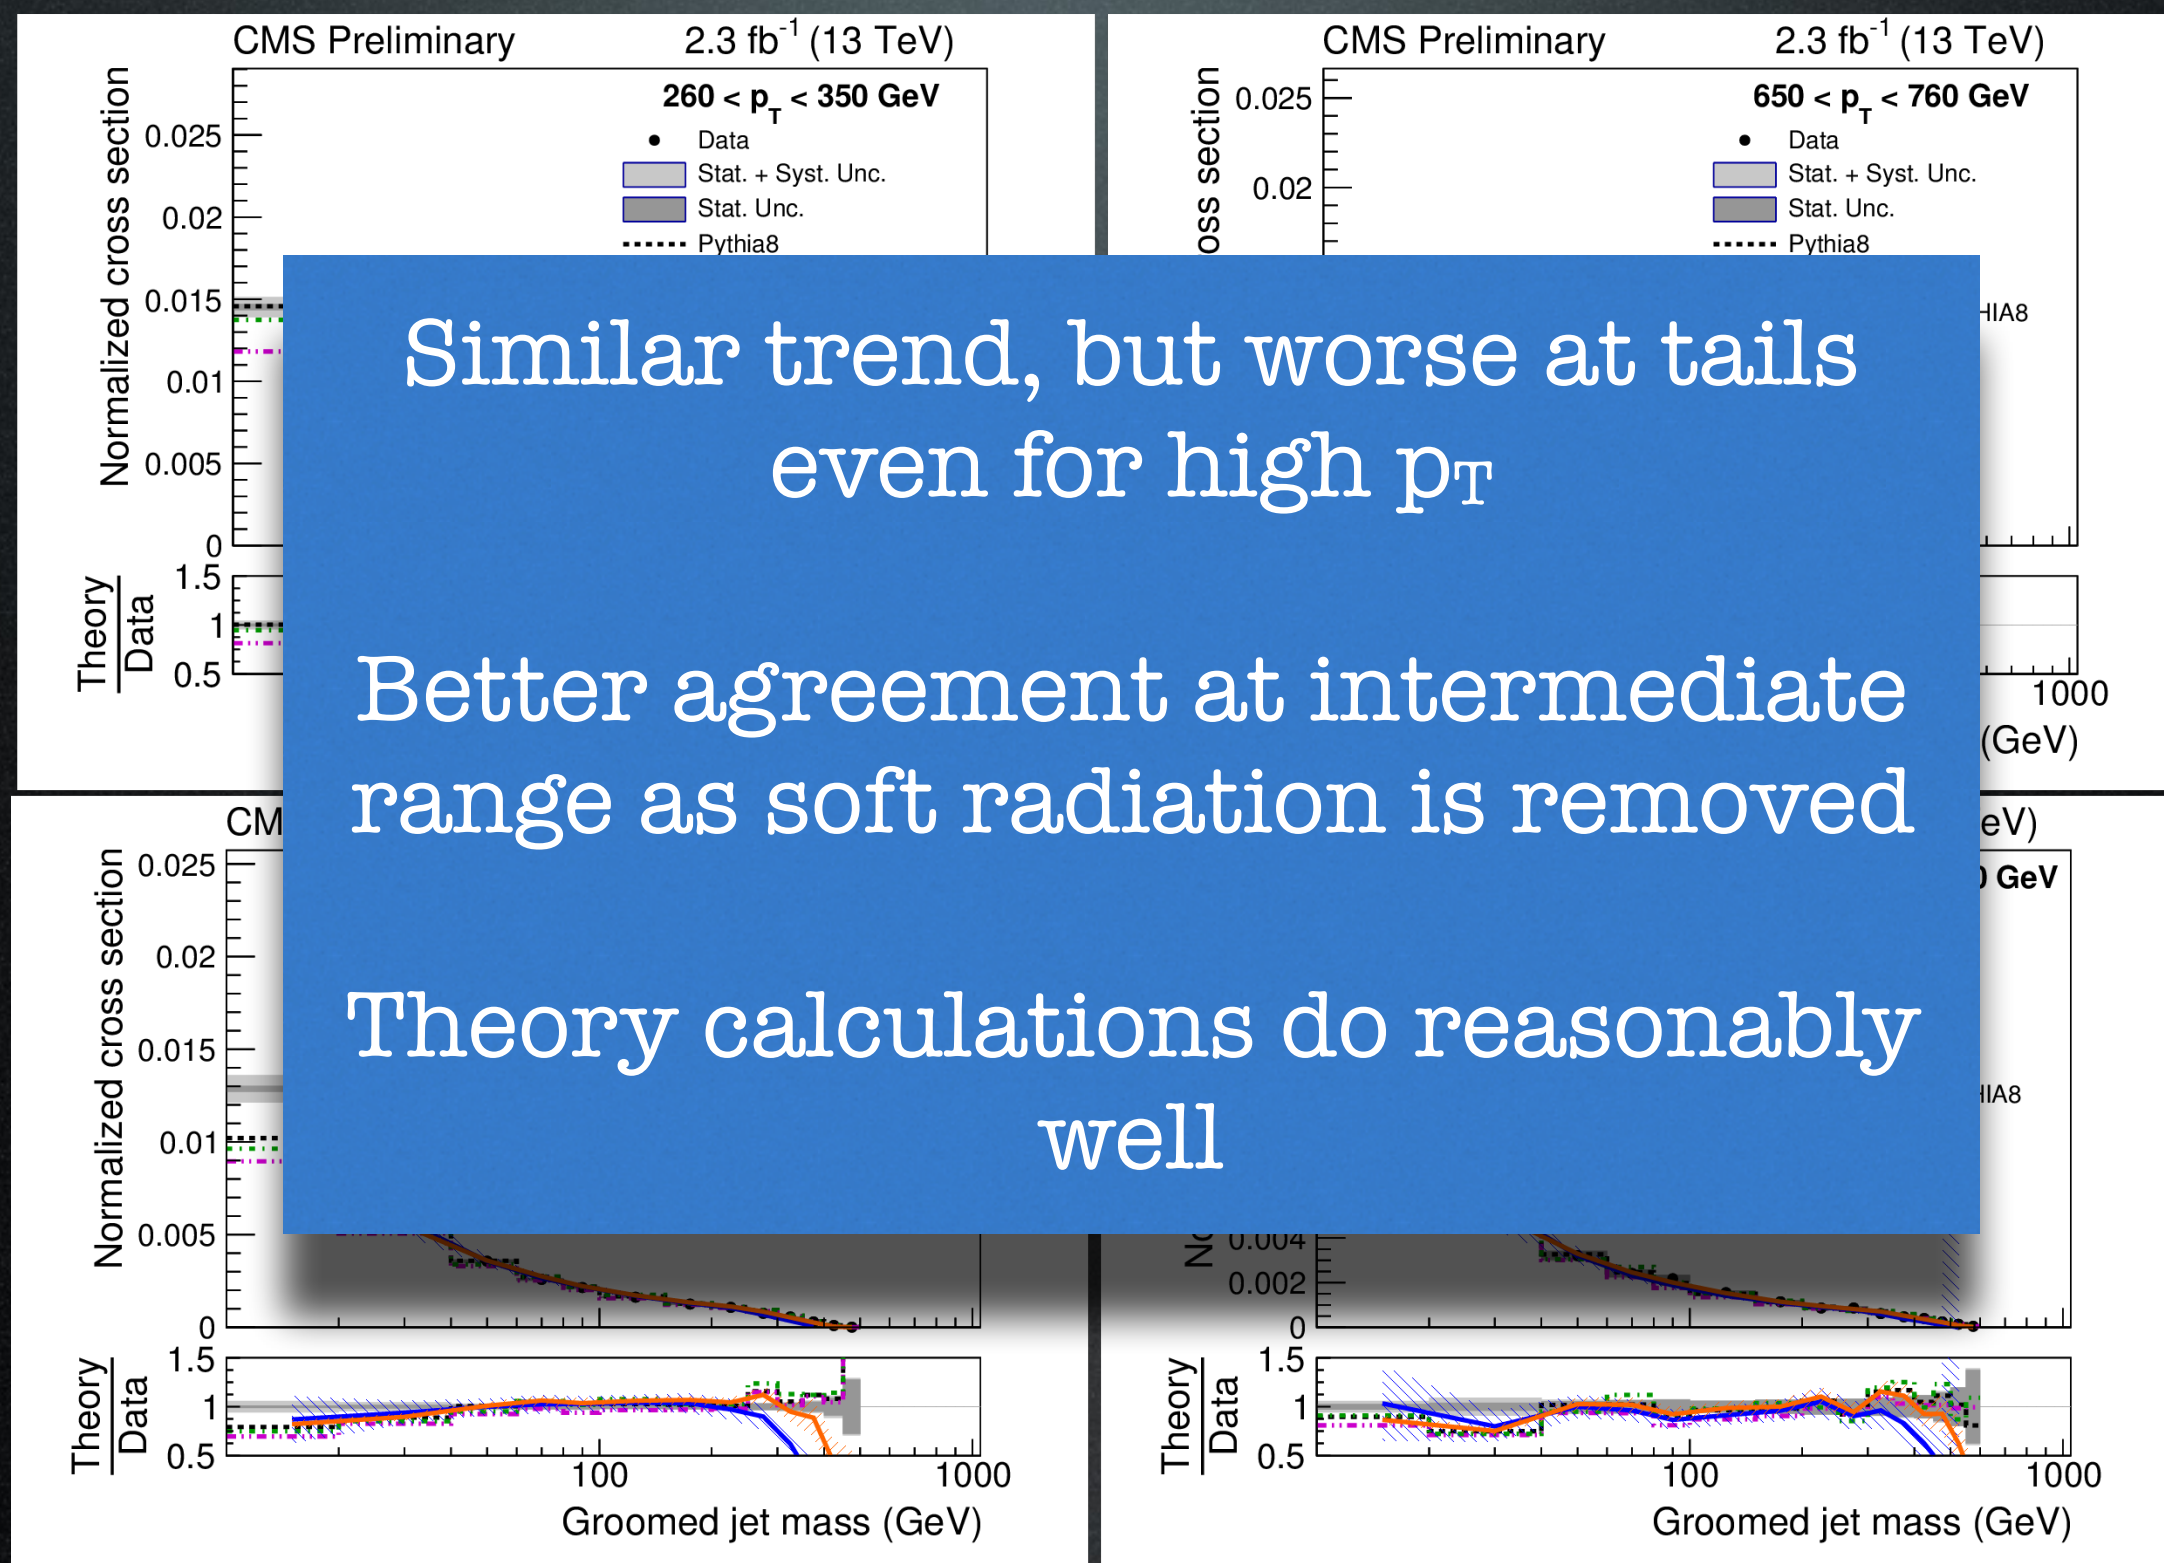 CMS Preliminary 2.3 fb-1 (13 TeV)
260 < pT < 350 GeV
Data
Stat. + Syst. Unc.
Stat. Unc.
Pythia8
Normalized cross section
0.025
0.02
0.015
0.01
0.005
0
Theory
Data
1.5
1
0.5
CMS Preliminary 2.3 fb-1 (13 TeV)
650 < pT < 760 GeV
Data
Stat. + Syst. Unc.
Stat. Unc.
Pythia8
cross section
0.025
0.02
1000
(GeV)
Similar trend, but worse at tails
even for high pT
Better agreement at intermediate
range as soft radiation is removed
Theory calculations do reasonably
well
Normalized cross section
0.025
0.02
0.015
0.01
0.005
0
Theory
Data
1.5
1
0.5
100 1000
Groomed jet mass (GeV)
GeV
0.004
0.002
0
Theory
Data
1.5
1
0.5
100 1000
Groomed jet mass (GeV)